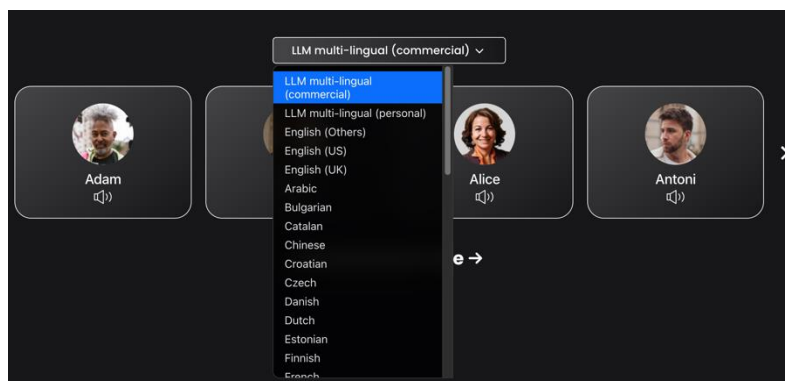 LLM multi-lingual (commercial)
LLM multi-lingual
(commercial)
LLM multi-lingual (personal)
English (Others)
English (US)
English (UK)
Arabic
Bulgarian
Catalan
Chinese
Croatian
Czech
Danish
Dutch
Estonian
Finnish
French
Adam
Alice
Antoni
e →